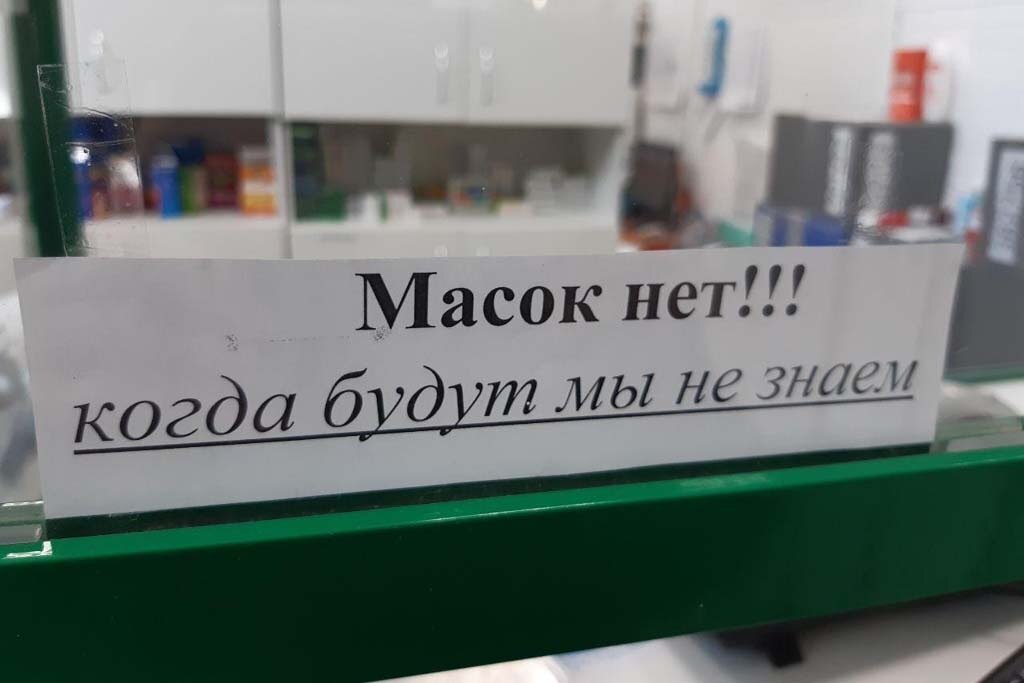 Масок нет!!!
когда будут мы не знаем